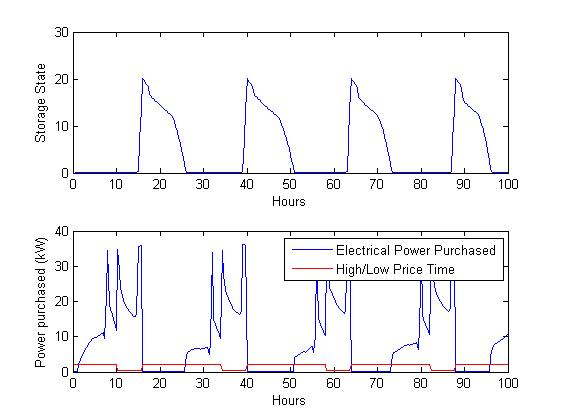 30
20
10
0
Storage State
0 10 20 30 40 50 60 70 80 90 100
Hours
40
30
20
10
0
Power purchased (kW)
Electrical Power Purchased
High/Low Price Time
0 10 20 30 40 50 60 70 80 90 100
Hours